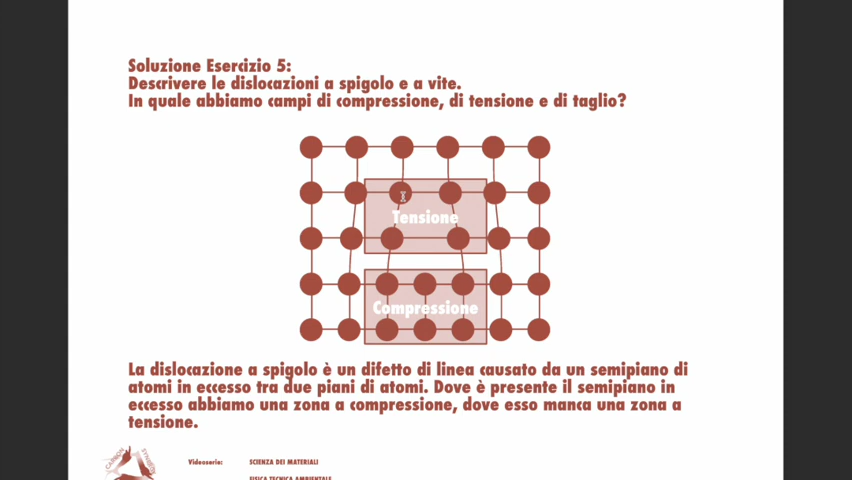 Soluzione Esercizio 5:
Descrivere le dislocazioni a spigolo e a vite.
In quale abbiamo campi di compressione, di tensione e di taglio?
Tensione
Compressione
La dislocazione a spigolo è un difetto di linea causato da un semipiano di
atomi in eccesso tra due piani di atomi. Dove è presente il semipiano in
eccesso abbiamo una zona a compressione, dove esso manca una zona a
tensione.
CARBON SYNERGY
Videoserie: SCIENZA DEI MATERIALI
FISICA TECNICA AMBIENTALE